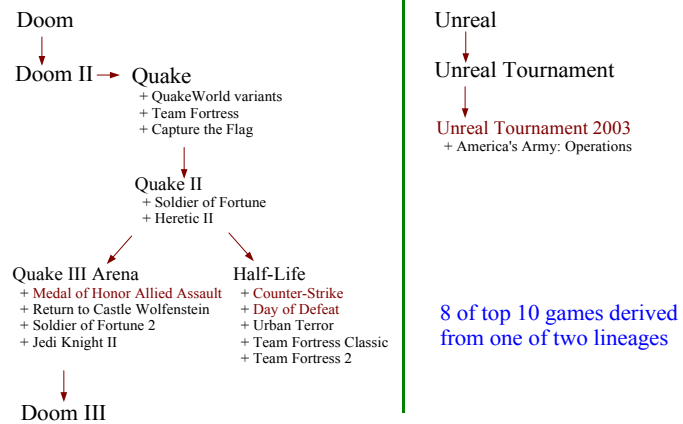 Doom
Doom II
Quake
+ QuakeWorld variants
+ Team Fortress
+ Capture the Flag
Quake II
+ Soldier of Fortune
+ Heretic II
Quake III Arena
+ Medal of Honor Allied Assault
+ Return to Castle Wolfenstein
+ Soldier of Fortune 2
+ Jedi Knight II
Half-Life
+ Counter-Strike
+ Day of Defeat
+ Urban Terror
+ Team Fortress Classic
+ Team Fortress 2
Doom III
Unreal
Unreal Tournament
Unreal Tournament 2003
+ America's Army: Operations
8 of top 10 games derived
from one of two lineages